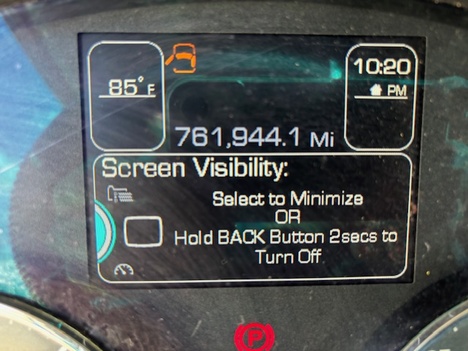 85°F
10:20
PM
761,944.1 Mi
Screen Visibility:
Select to Minimize
OR
Hold BACK Button 2secs to
Turn Off
P